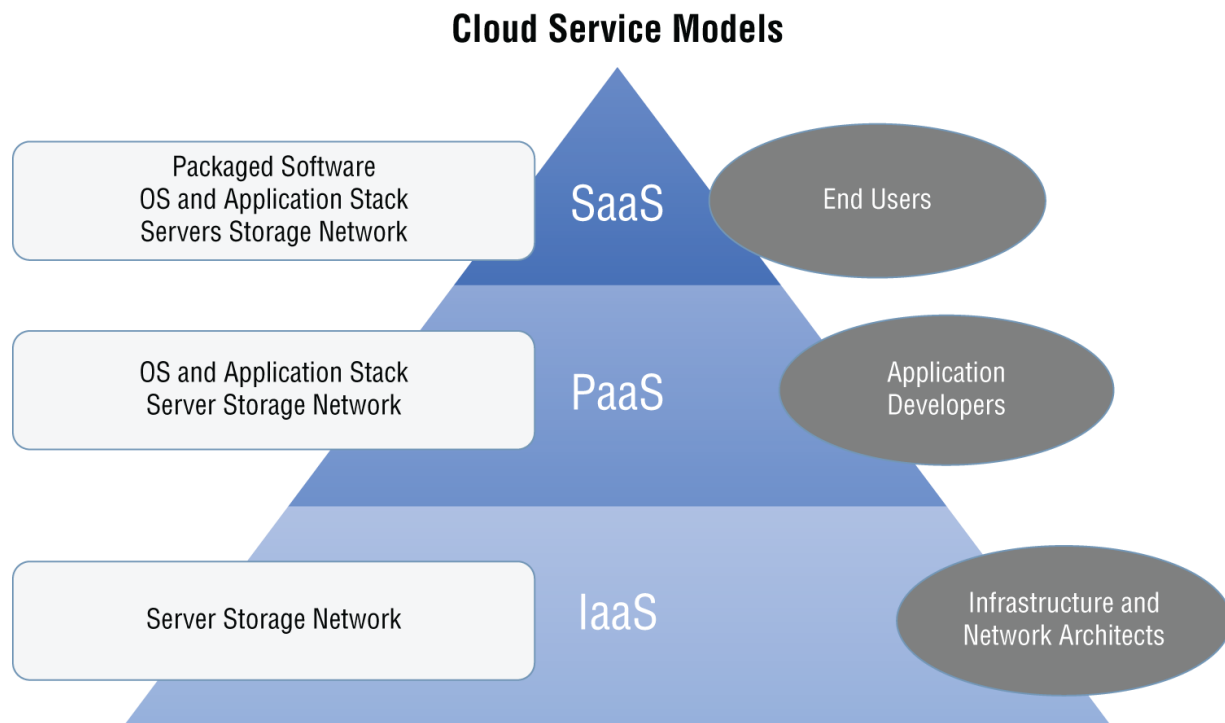 Cloud Service Models
Packaged Software
OS and Application Stack
Servers Storage Network
SaaS
End Users
OS and Application Stack
Server Storage Network
PaaS
Application
Developers
Server Storage Network
IaaS
Infrastructure and
Network Architects